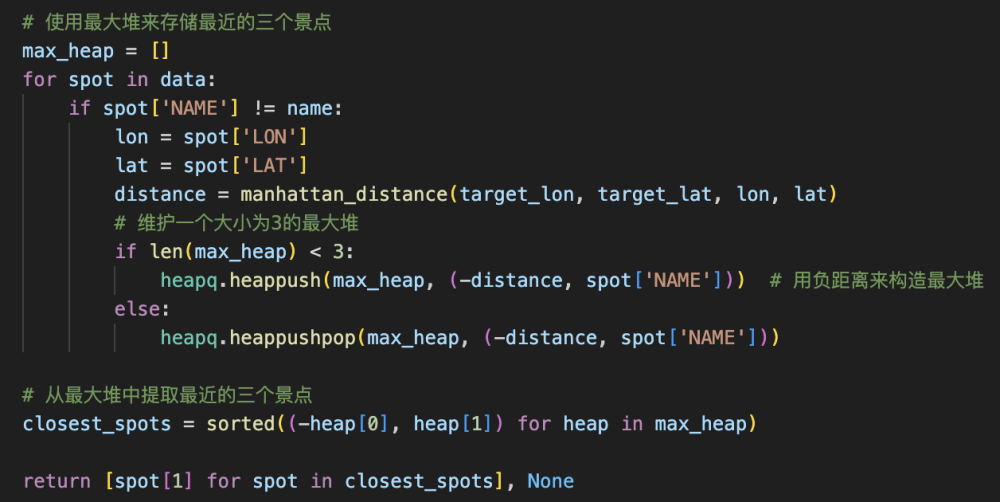 # 使用最大堆来存储最近的三个景点
max_heap = []
for spot in data:
    if spot['NAME'] != name:
        lon = spot['LON']
        lat = spot['LAT']
        distance = manhattan_distance(target_lon, target_lat, lon, lat)
        # 维护一个大小为3的最大堆
        if len(max_heap) < 3:
            heapq.heappush(max_heap, (-distance, spot['NAME']))  # 用负距离来构造最大堆
        else:
            heapq.heappushpop(max_heap, (-distance, spot['NAME']))

# 从最大堆中提取最近的三个景点
closest_spots = sorted((-heap[0], heap[1]) for heap in max_heap)

return [spot[1] for spot in closest_spots], None